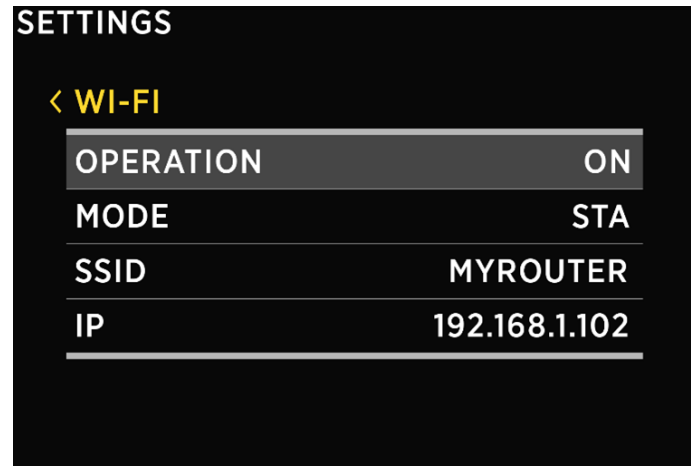 SETTINGS
< WI-FI
OPERATION ON
MODE STA
SSID MYROUTER
IP 192.168.1.102